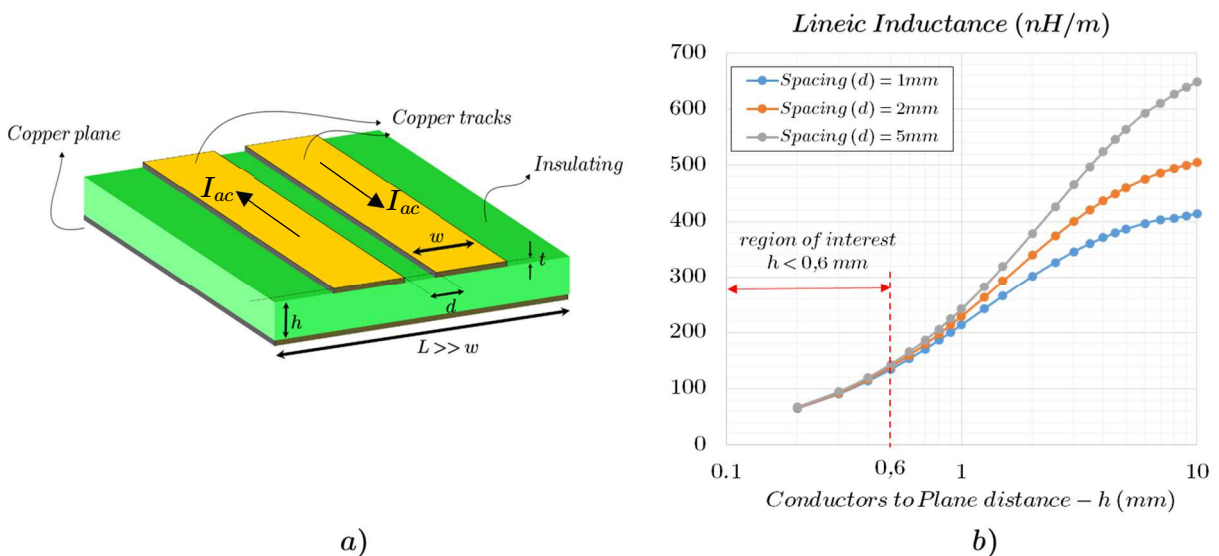 Copper plane
Copper tracks
Insulating
I_ac
I_ac
w
t
d
h
L >> w
a)
Lineic Inductance (nH/m)
700
600
500
400
300
200
100
0
Spacing (d) = 1mm
Spacing (d) = 2mm
Spacing (d) = 5mm
region of interest
h < 0,6 mm
0.1
0,6
1
10
Conductors to Plane distance – h (mm)
b)